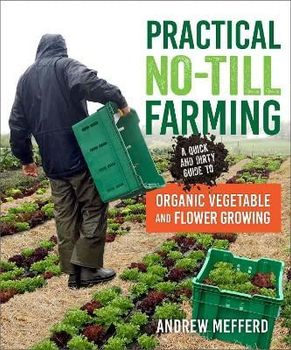 PRACTICAL
NO-TILL
FARMING
A QUICK
AND DIRTY
GUIDE TO
ORGANIC VEGETABLE
AND FLOWER GROWING
ANDREW MEFFERD